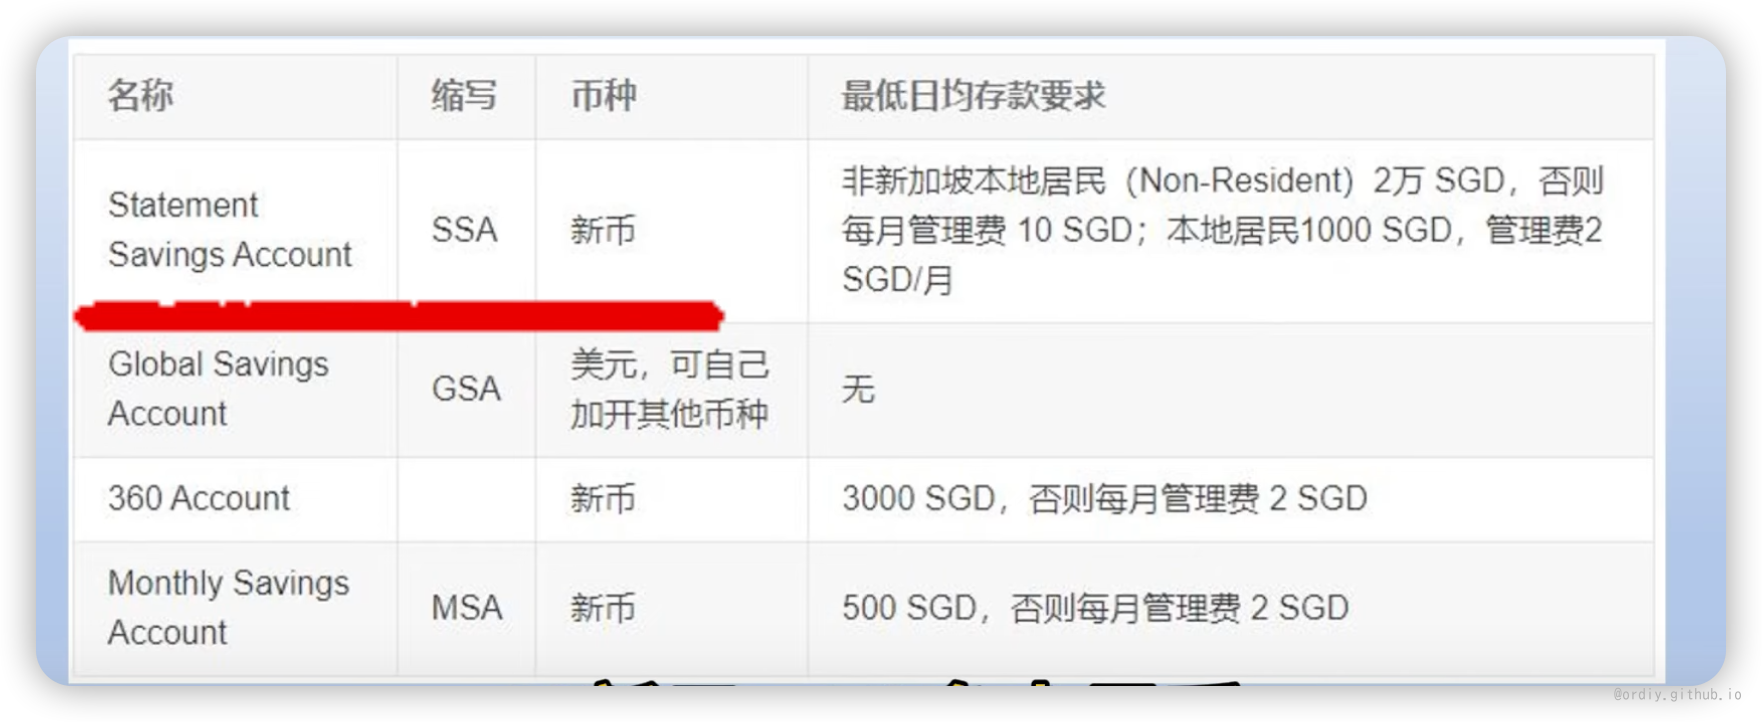 名称 缩写 币种 最低日均存款要求
Statement
Savings Account
SSA
新币
非新加坡本地居民（Non-Resident）2万 SGD，否则
每月管理费 10 SGD；本地居民1000 SGD，管理费2
SGD/月
Global Savings
Account
GSA
美元，可自己
加开其他币种
无
360 Account 新币 3000 SGD，否则每月管理费 2 SGD
Monthly Savings
Account
MSA
新币
500 SGD，否则每月管理费 2 SGD
@ordiy.github.io